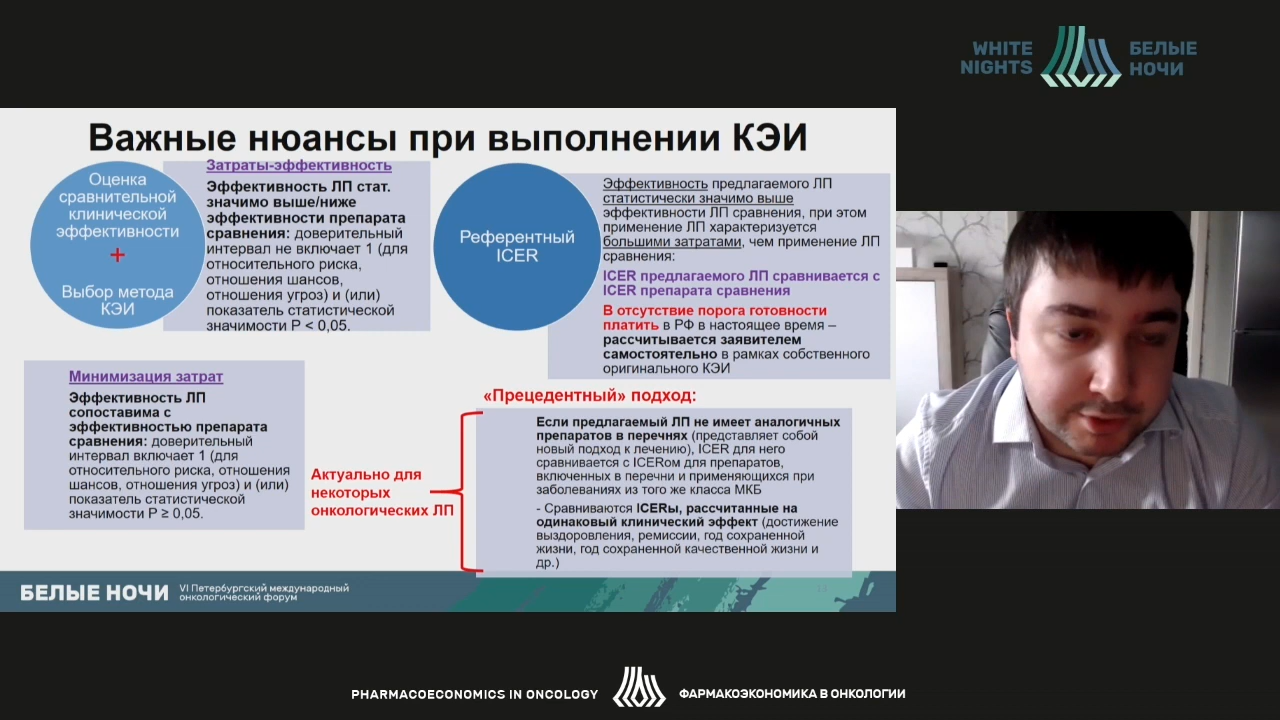 WHITE
NIGHTS
БЕЛЫЕ
НОЧИ
Важные нюансы при выполнении КЭИ
Оценка
сравнительной
клинической
эффективности
+
Выбор метода
КЭИ
Затраты-эффективность
Эффективность ЛП стат.
значимо выше/ниже
эффективности препарата
сравнения: доверительный
интервал не включает 1 (для
относительного риска,
отношения шансов,
отношения угроз) и (или)
показатель статистической
значимости P < 0,05.
Референтный
ICER
Эффективность предлагаемого ЛП
статистически значимо выше
эффективности ЛП сравнения, при этом
применение ЛП характеризуется
большими затратами, чем применение ЛП
сравнения:
ICER предлагаемого ЛП сравнивается с
ICER препарата сравнения
В отсутствие порога готовности
платить в РФ в настоящее время –
рассчитывается заявителем
самостоятельно в рамках собственного
оригинального КЭИ
Минимизация затрат
Эффективность ЛП
сопоставима с
эффективностью препарата
сравнения: доверительный
интервал включает 1 (для
относительного риска, отношения
шансов, отношения угроз) и (или)
показатель статистической
значимости P ≥ 0,05.
Актуально для
некоторых
онкологических ЛП
«Прецедентный» подход:
Если предлагаемый ЛП не имеет аналогичных
препаратов в перечнях (представляет собой
новый подход к лечению), ICER для него
сравнивается с ICERом для препаратов,
включенных в перечни и применяющихся при
заболеваниях из того же класса МКБ
- Сравниваются ICERы, рассчитанные на
одинаковый клинический эффект (достижение
выздоровления, ремиссии, год сохраненной
жизни, год сохраненной качественной жизни и
др.)
БЕЛЫЕ НОЧИ
VI Петербургский международный
онкологический форум
PHARMACOECONOMICS IN ONCOLOGY
ФАРМАКОЭКОНОМИКА В ОНКОЛОГИИ